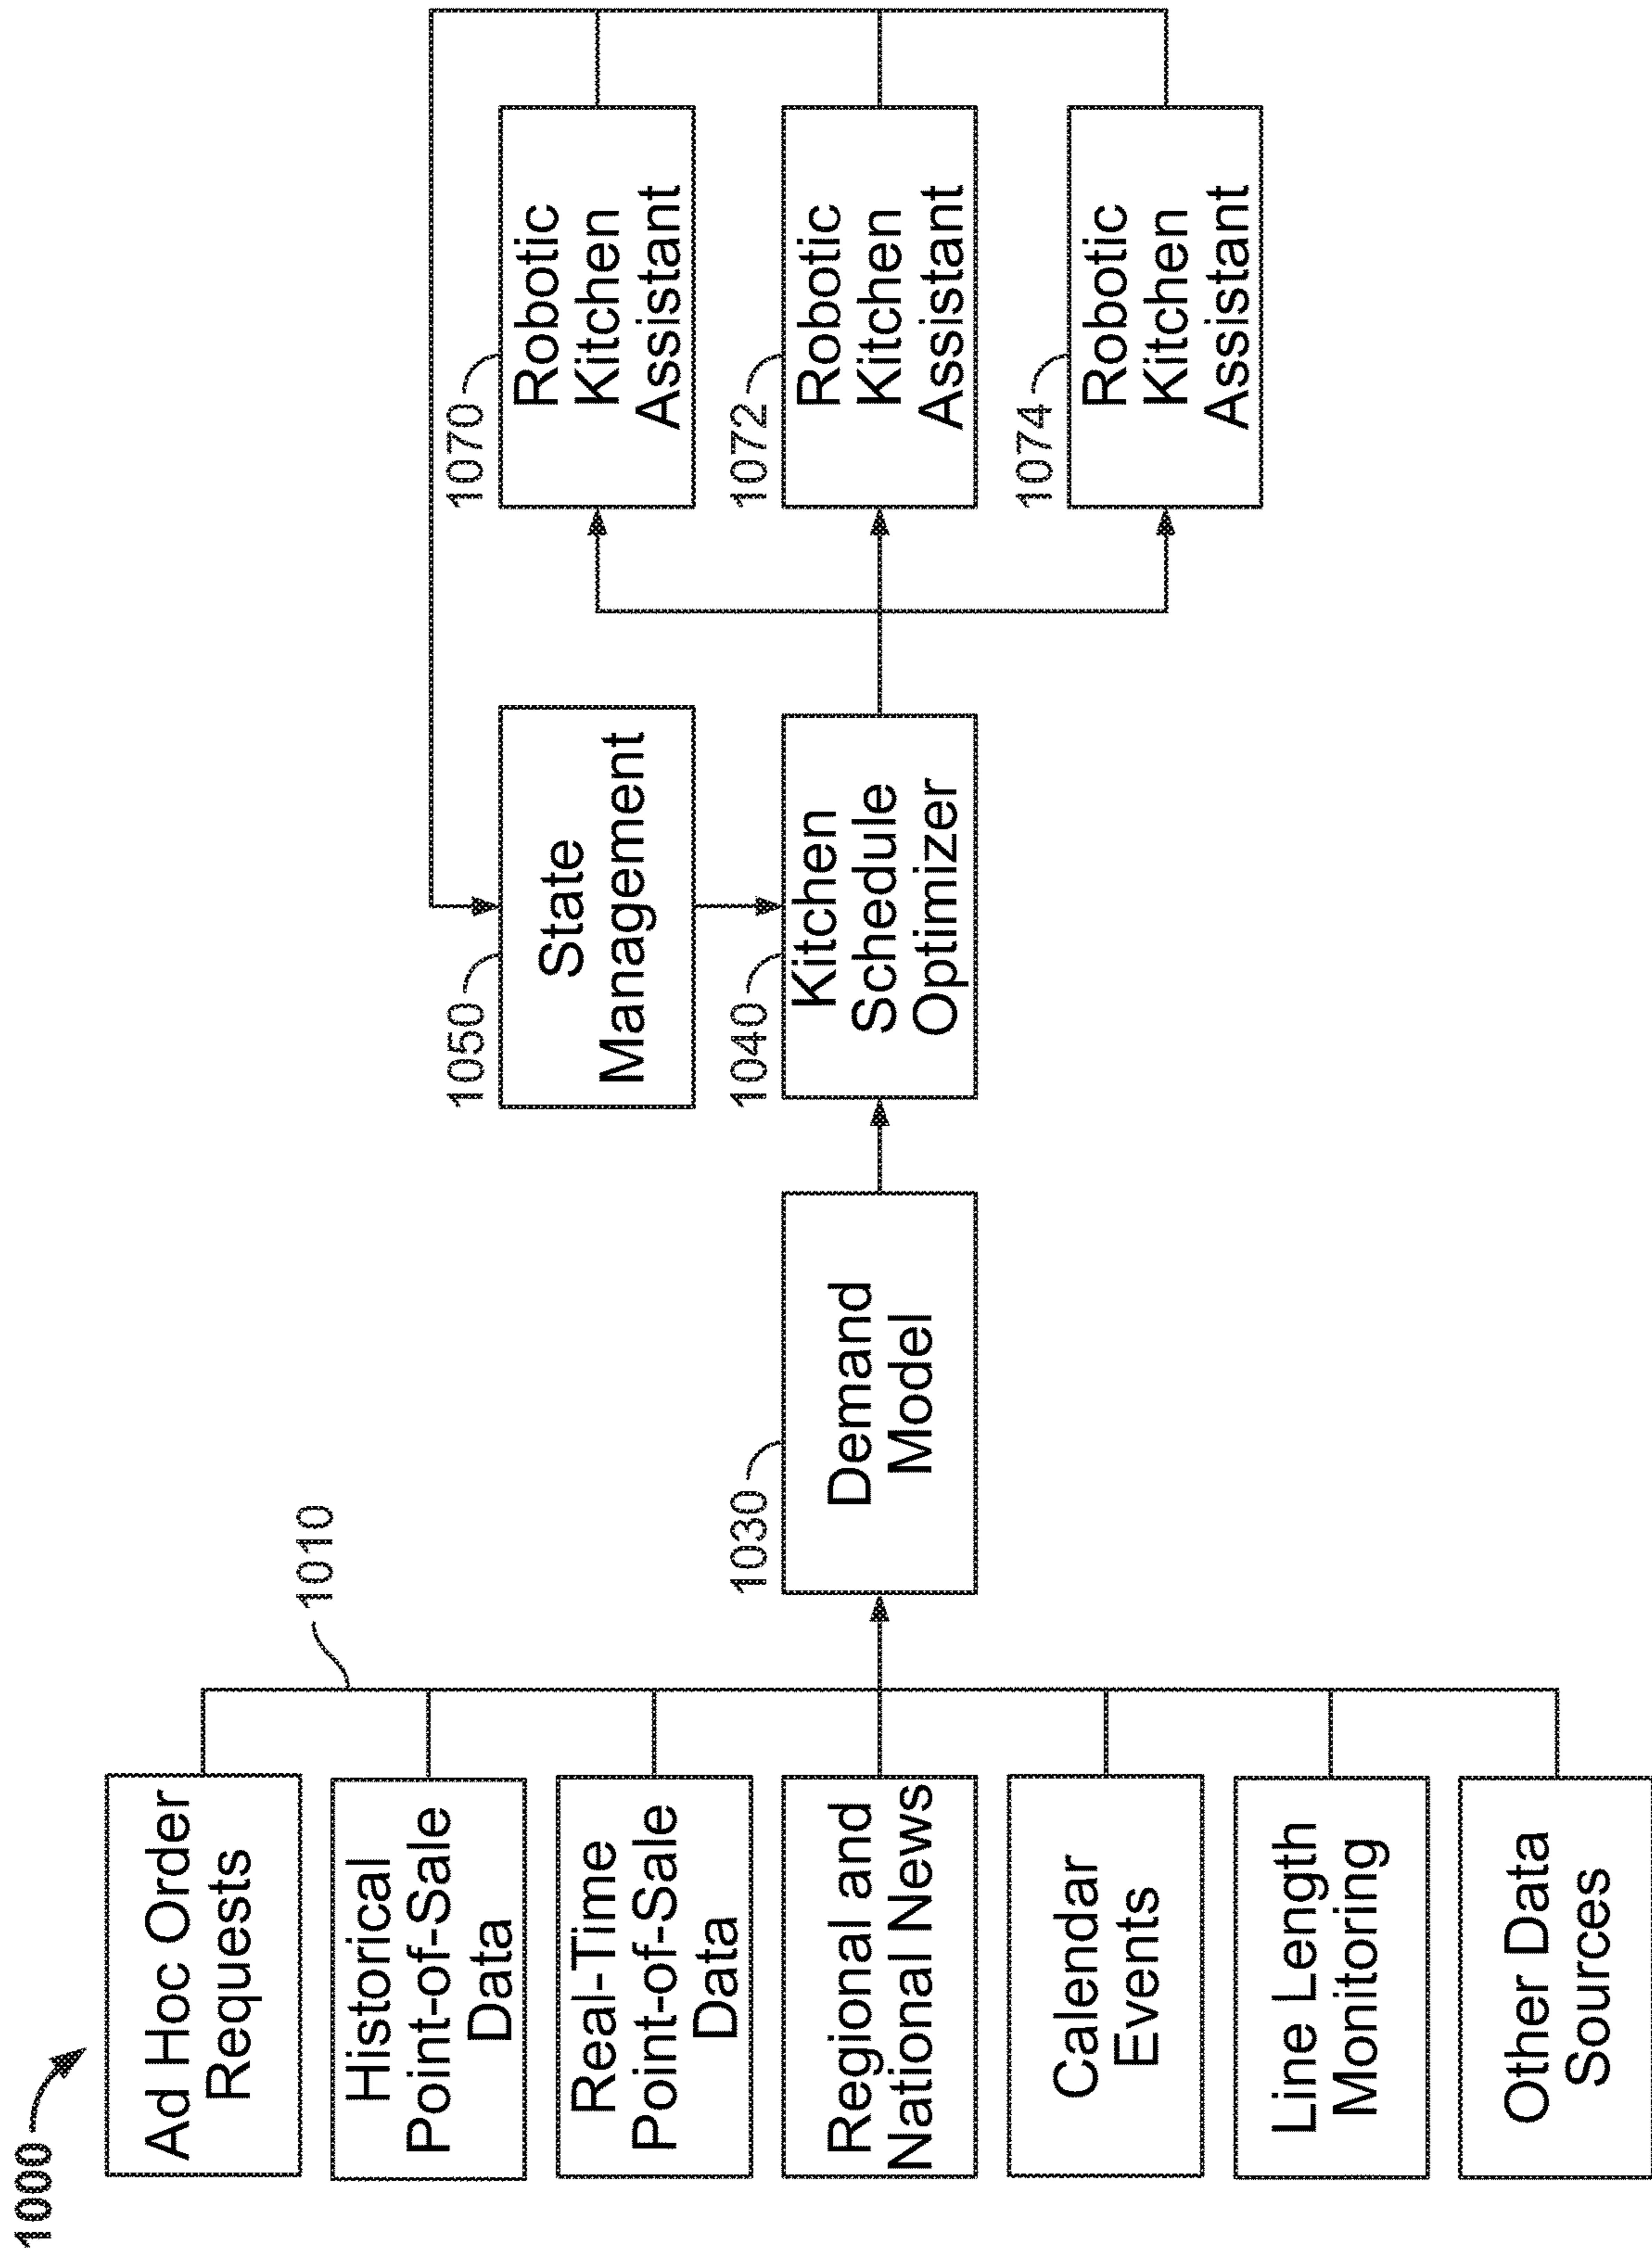 1000
Ad Hoc Order
Requests
Historical
Point-of-Sale
Data
Real-Time
Point-of-Sale
Data
Regional and
National News
Calendar
Events
Line Length
Monitoring
Other Data
Sources
1010
1030
Demand
Model
1050
State
Management
1040
Kitchen
Schedule
Optimizer
1070
Robotic
Kitchen
Assistant
1072
Robotic
Kitchen
Assistant
1074
Robotic
Kitchen
Assistant